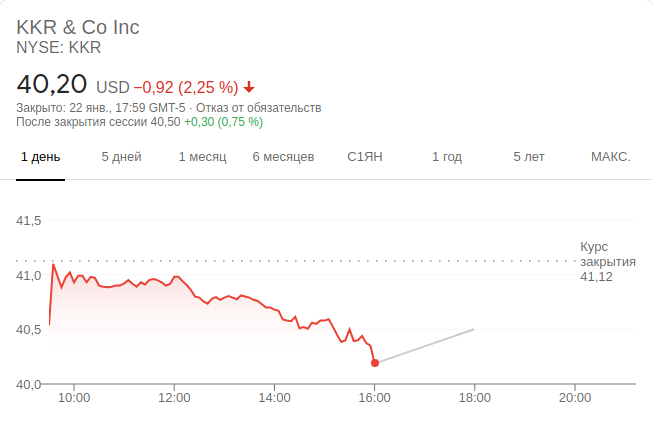 KKR & Co Inc
NYSE: KKR
40,20 USD −0,92 (2,25 %)
Закрыто: 22 янв., 17:59 GMT-5 · Отказ от обязательств
После закрытия сессии 40,50 +0,30 (0,75 %)
1 день 5 дней 1 месяц 6 месяцев С1ЯН 1 год 5 лет МАКС.
41,5
Курс
закрытия
41,12
41,0
40,5
40,0
10:00 12:00 14:00 16:00 18:00 20:00